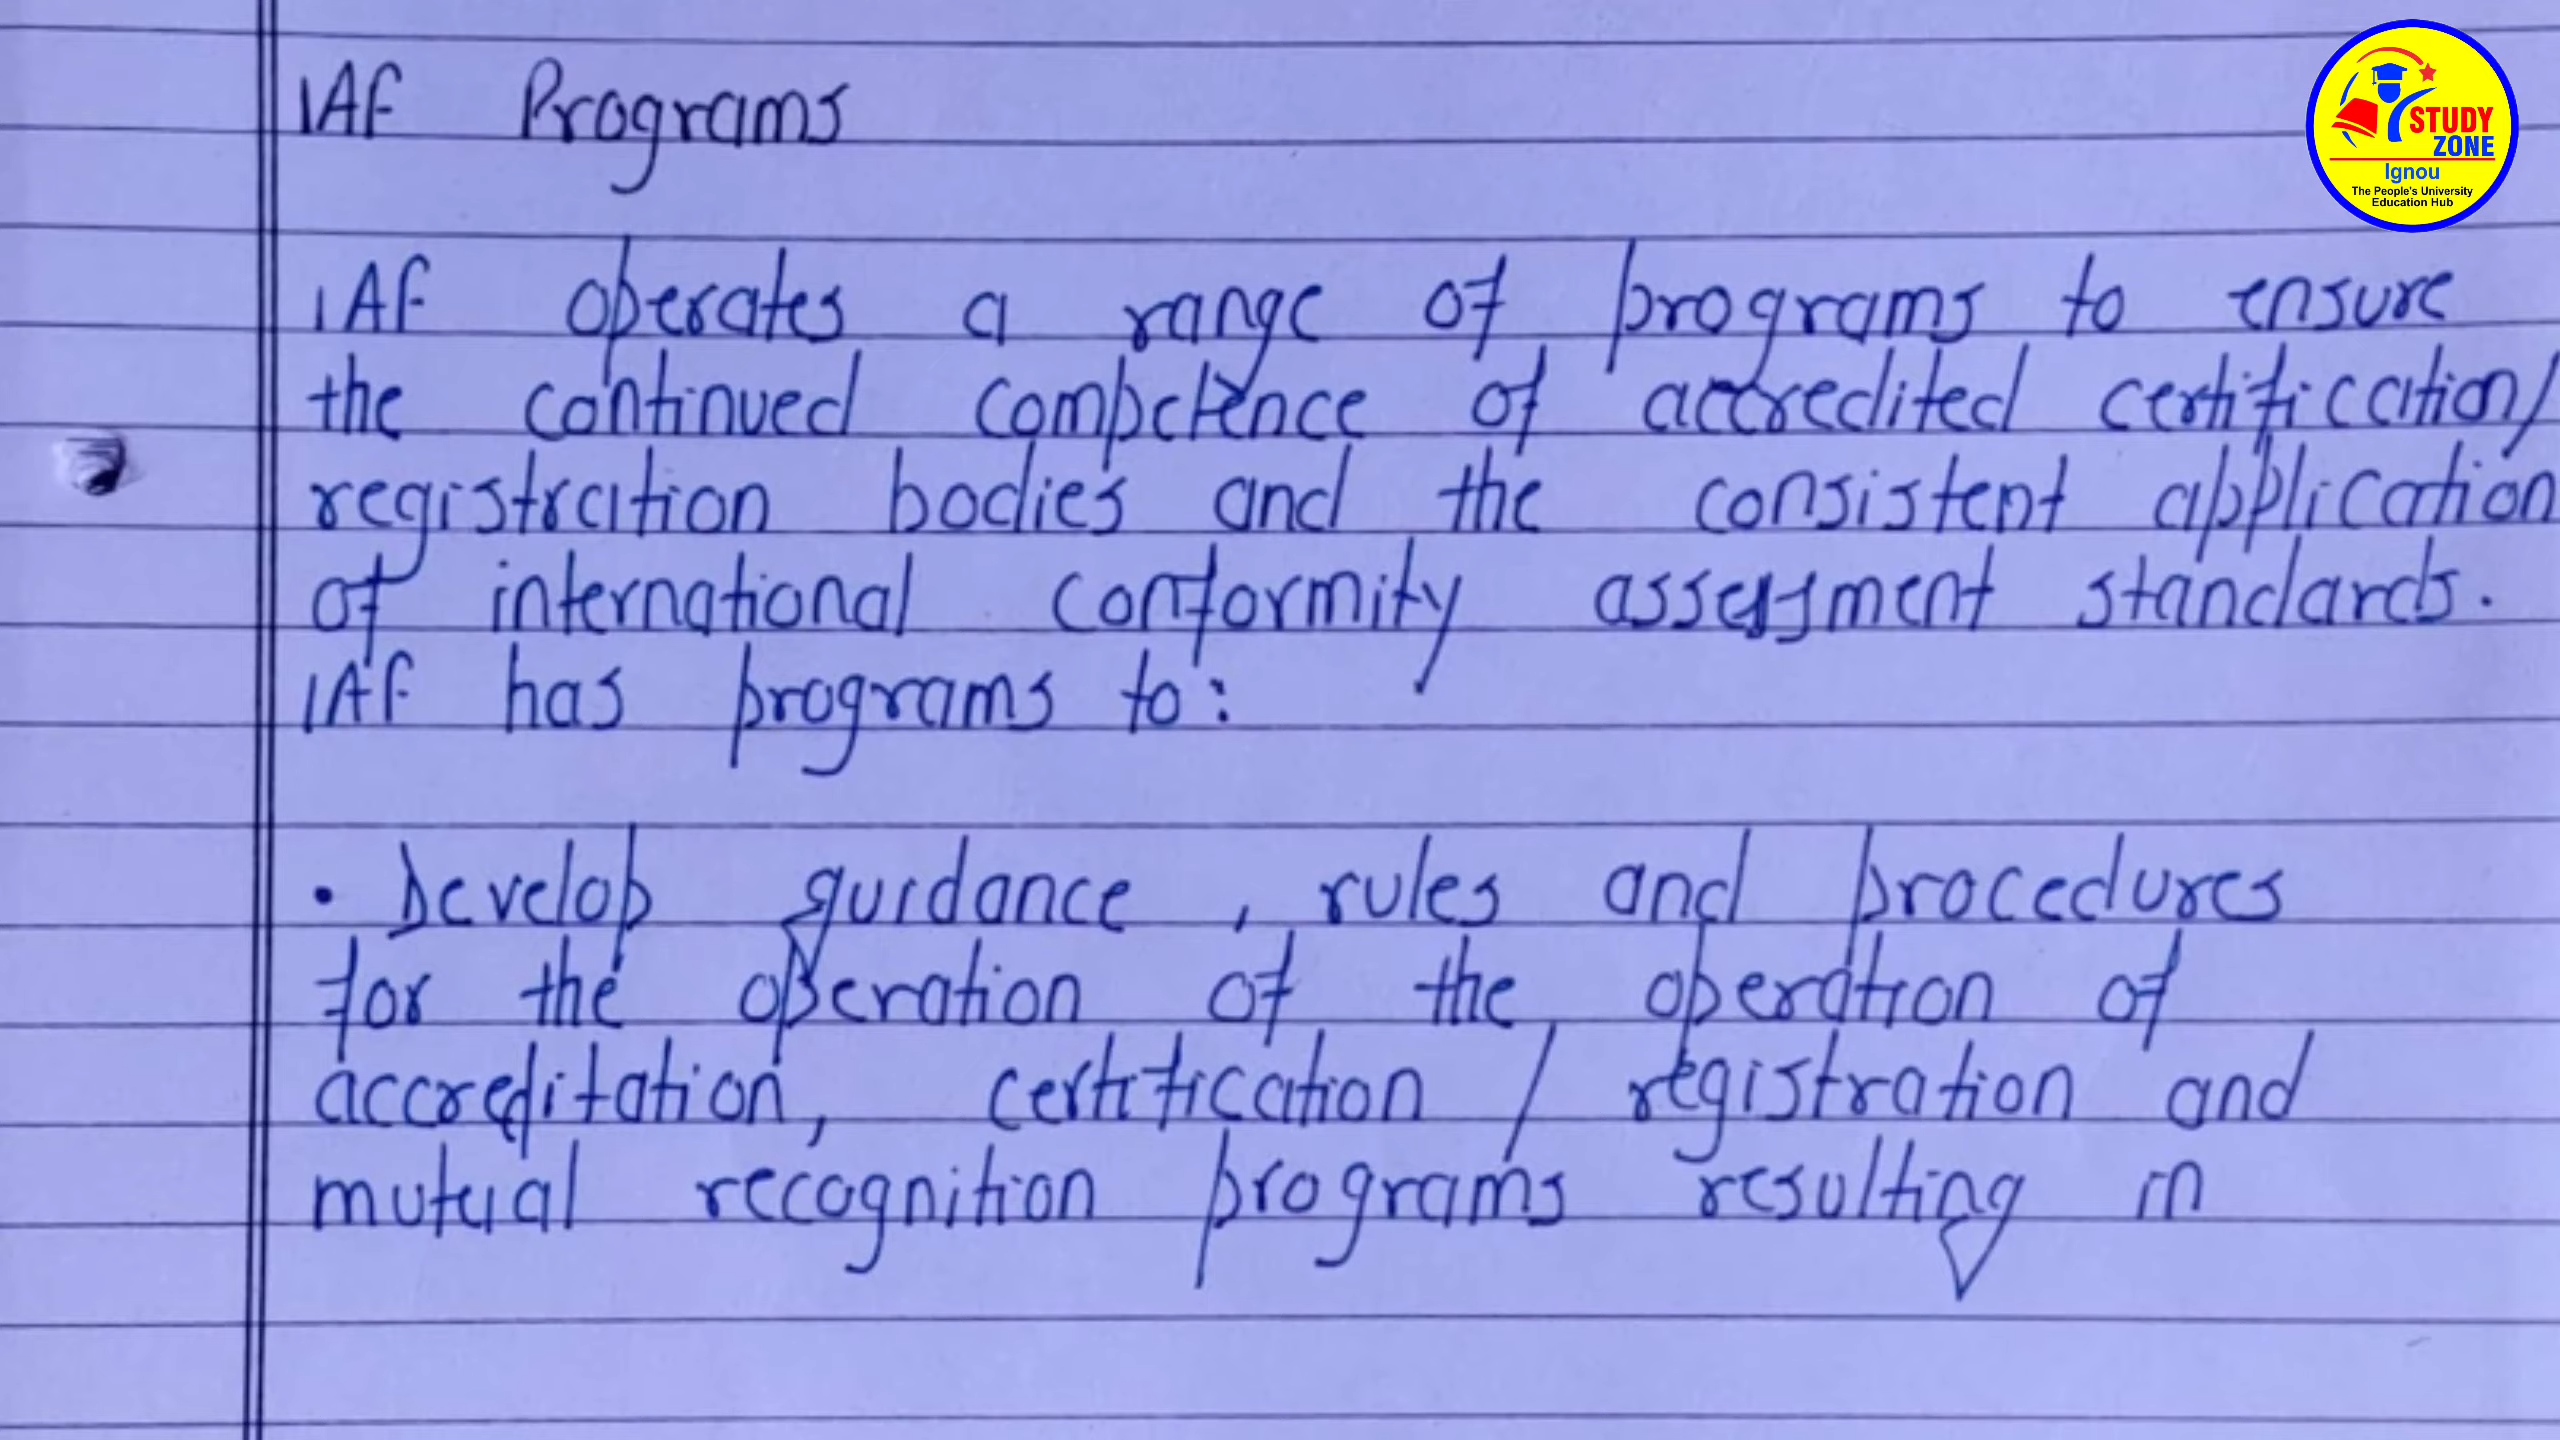 IAF Programs
IAF operates a range of programs to ensure
the continued competence of accredited certification/
registration bodies and the consistent application
of international conformity assessment standards.
IAF has programs to:
• Develop guidance, rules and procedures
for the operation of the operation of
accreditation, certification / registration and
mutual recognition programs resulting in
STUDY
ZONE
Ignou
The People's University
Education Hub